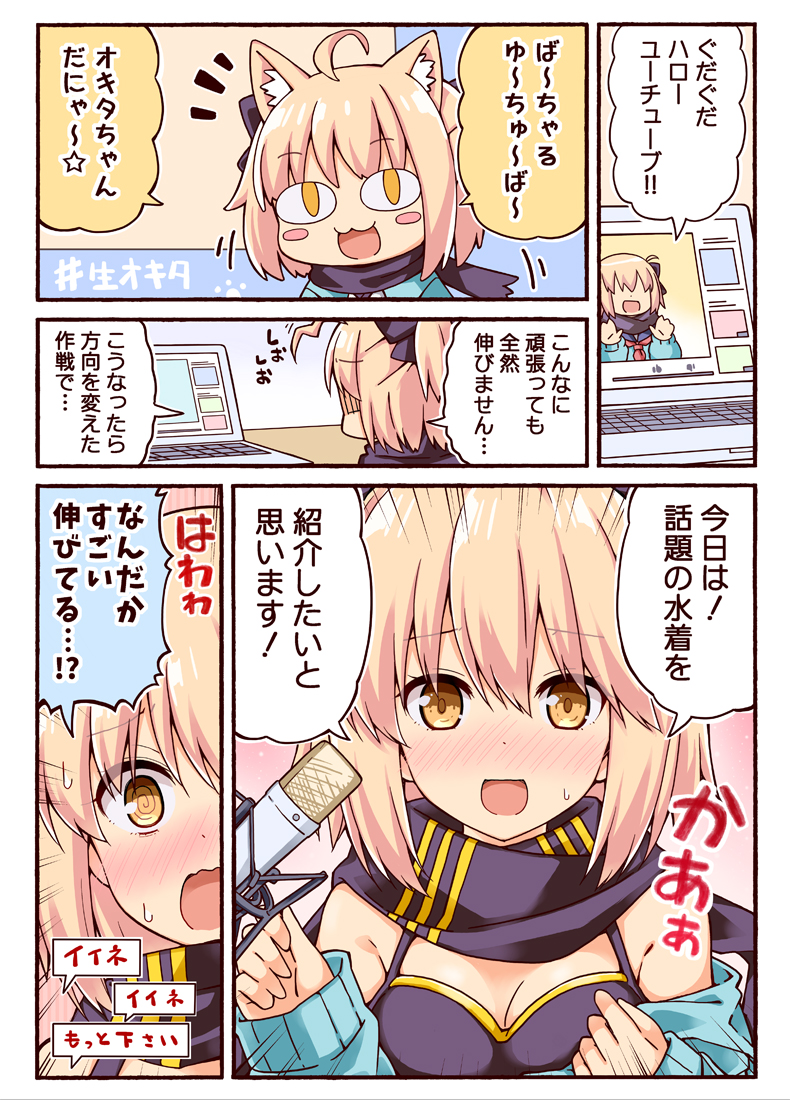 ぐだぐだ
ハロー
ユーチューブ!!
ば〜ちゃる
ゆ〜ちゅ〜ば〜
オキタちゃん
だにゃ〜☆
#生オキタ
こんなに
頑張っても
全然
伸びません…
しお
しお
こうなったら
方向を変えた
作戦で…
今日は!
話題の水着を
紹介したいと
思います!
かあぁ
はわわ
なんだか
すごい
伸びてる…!?
イイネ
イイネ
もっと下さい